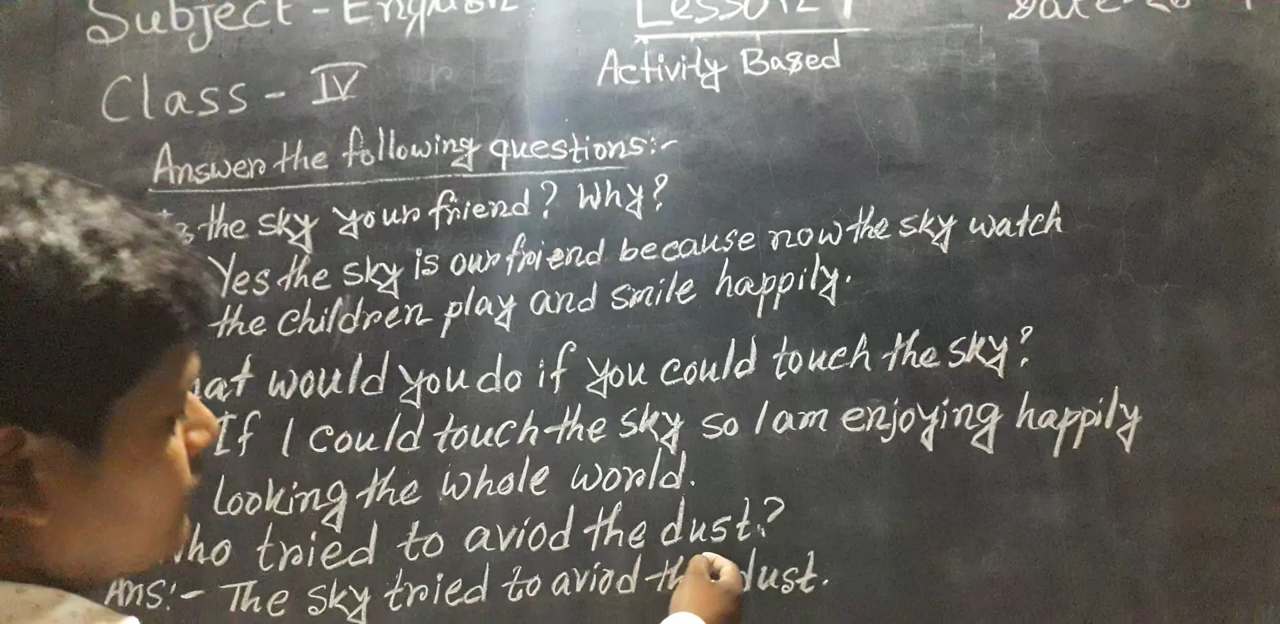 Subject - English
Lesson
Date-
Activity Based
Class - IV
Answer the following questions:-
the sky your friend? Why?
Yes the sky is our friend because now the sky watch
the children play and smile happily.
would you do if you could touch the sky?
If I could touch the sky so I am enjoying happily
looking the whole world.
tried to aviod the dust?
Ans:- The sky tried to aviod dust.